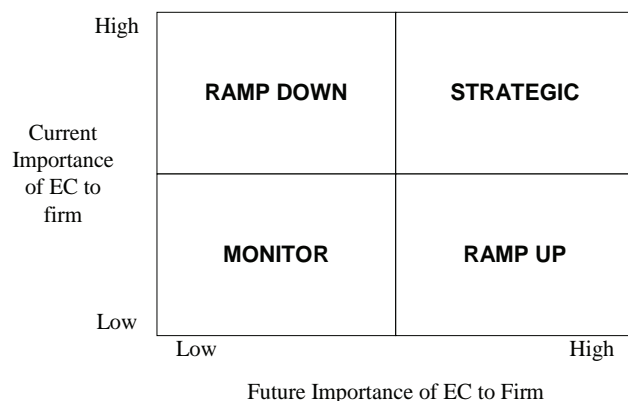 High
RAMP DOWN
STRATEGIC
Current
Importance
of EC to
firm
MONITOR
RAMP UP
Low
Low
High
Future Importance of EC to Firm